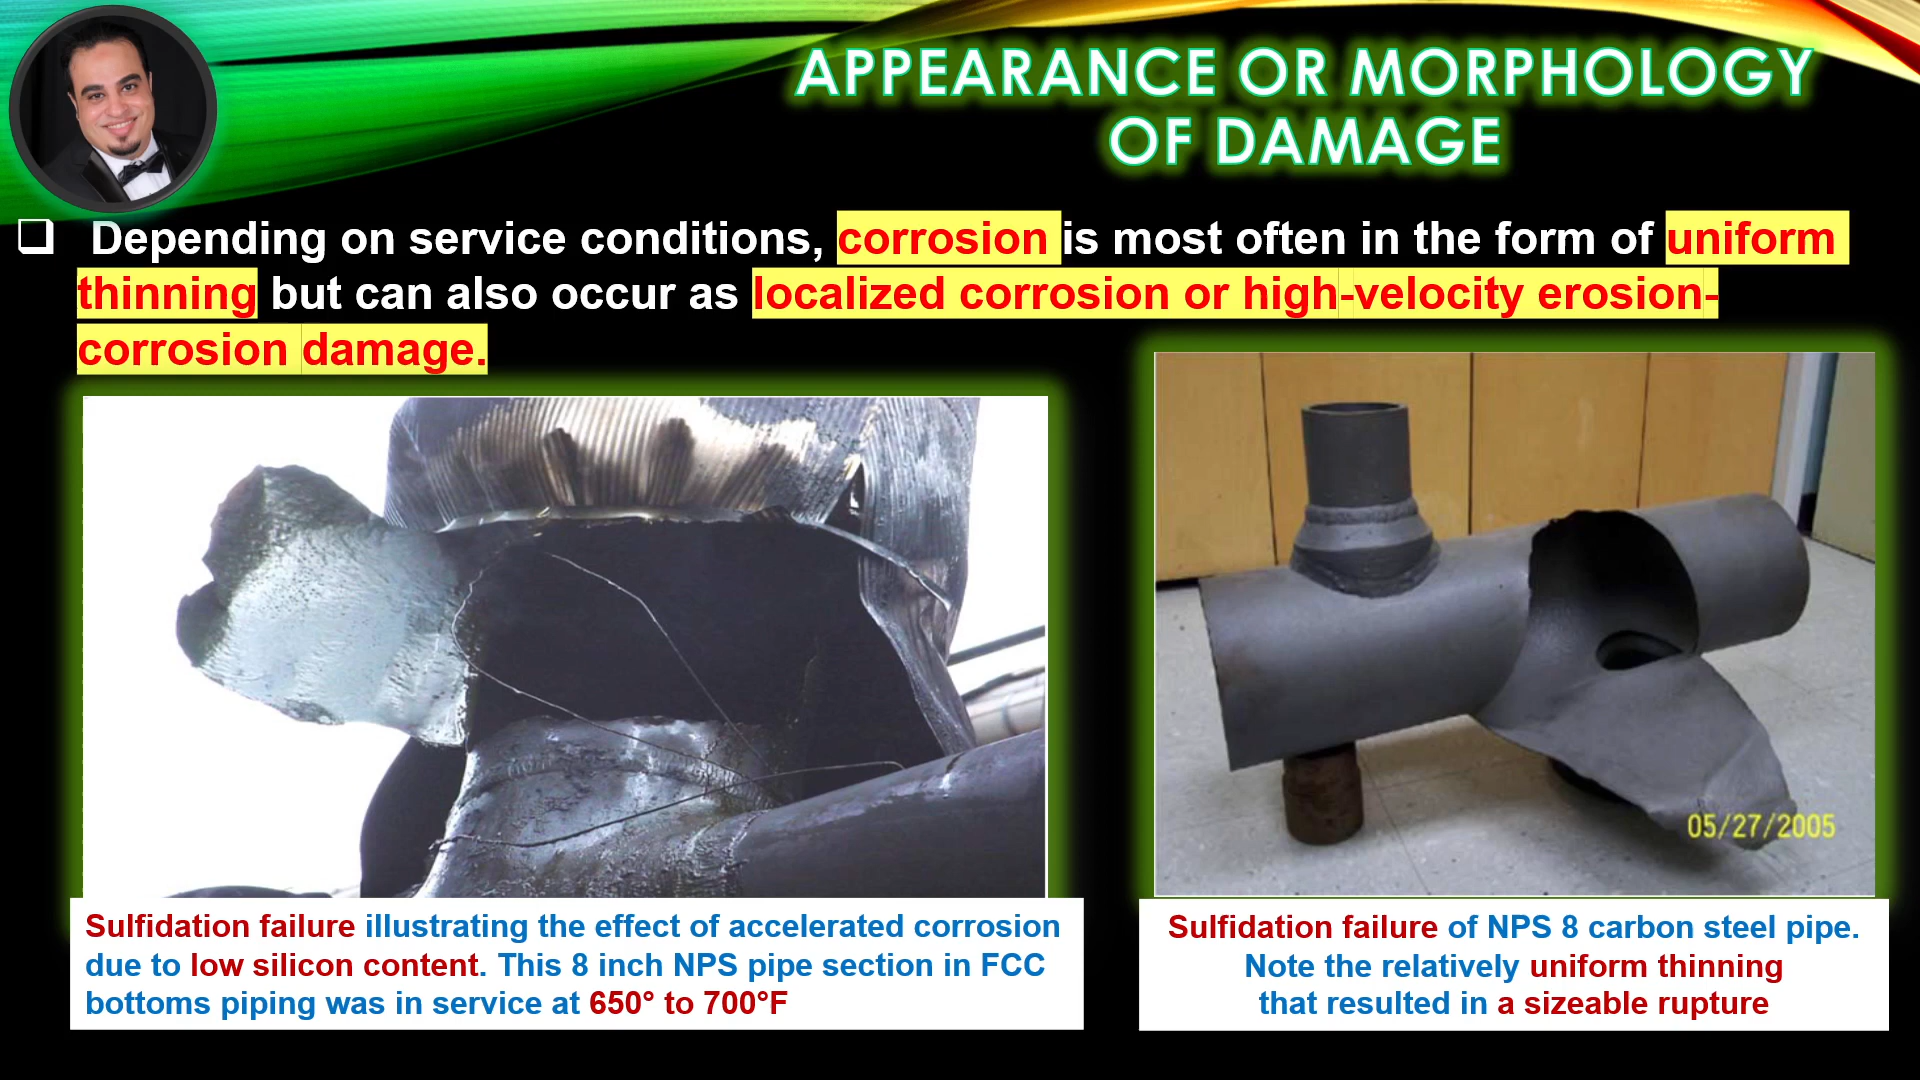 APPEARANCE OR MORPHOLOGY
OF DAMAGE
❑ Depending on service conditions, corrosion is most often in the form of uniform
thinning but can also occur as localized corrosion or high-velocity erosion-
corrosion damage.
05/27/2005
Sulfidation failure illustrating the effect of accelerated corrosion
due to low silicon content. This 8 inch NPS pipe section in FCC
bottoms piping was in service at 650° to 700°F
Sulfidation failure of NPS 8 carbon steel pipe.
Note the relatively uniform thinning
that resulted in a sizeable rupture